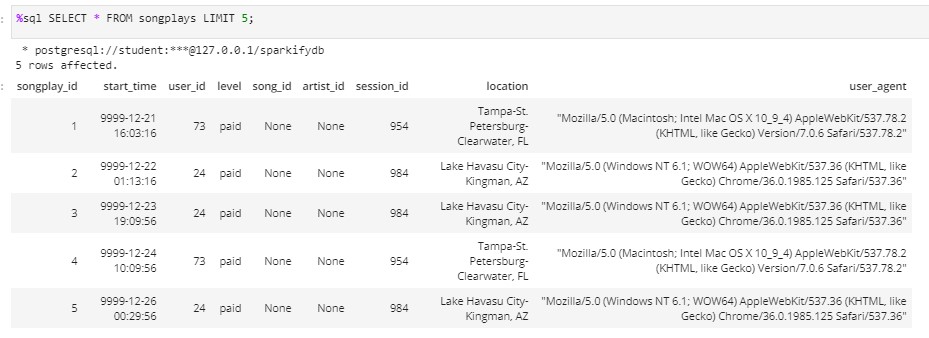 %sql SELECT * FROM songplays LIMIT 5;
* postgresql://student:***@127.0.0.1/sparkifydb
5 rows affected.
songplay_id start_time user_id level song_id artist_id session_id location user_agent
1 9999-12-21 16:03:16 73 paid None None 954 Tampa-St. Petersburg-Clearwater, FL "Mozilla/5.0 (Macintosh; Intel Mac OS X 10_9_4) AppleWebKit/537.78.2 (KHTML, like Gecko) Version/7.0.6 Safari/537.78.2"
2 9999-12-22 01:13:16 24 paid None None 984 Lake Havasu City-Kingman, AZ "Mozilla/5.0 (Windows NT 6.1; WOW64) AppleWebKit/537.36 (KHTML, like Gecko) Chrome/36.0.1985.125 Safari/537.36"
3 9999-12-23 19:09:56 24 paid None None 984 Lake Havasu City-Kingman, AZ "Mozilla/5.0 (Windows NT 6.1; WOW64) AppleWebKit/537.36 (KHTML, like Gecko) Chrome/36.0.1985.125 Safari/537.36"
4 9999-12-24 10:09:56 73 paid None None 954 Tampa-St. Petersburg-Clearwater, FL "Mozilla/5.0 (Macintosh; Intel Mac OS X 10_9_4) AppleWebKit/537.78.2 (KHTML, like Gecko) Version/7.0.6 Safari/537.78.2"
5 9999-12-26 00:29:56 24 paid None None 984 Lake Havasu City-Kingman, AZ "Mozilla/5.0 (Windows NT 6.1; WOW64) AppleWebKit/537.36 (KHTML, like Gecko) Chrome/36.0.1985.125 Safari/537.36"